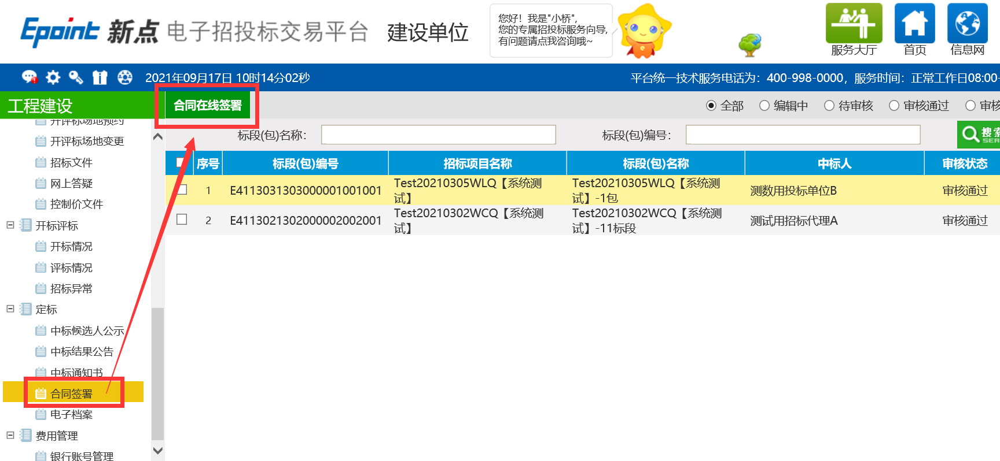 Epoint 新点 电子招投标交易平台 建设单位
您好！我是"小桥",
您的专属招投标服务向导,
有问题请点我咨询哦~
服务大厅 首页 信息网
2021年09月17日 10时14分02秒
平台统一技术服务电话为：400-998-0000，服务时间：正常工作日08:00-
工程建设
合同在线签署
全部 编辑中 待审核 审核通过 审核
标段(包)名称：
标段(包)编号：
搜索
序号 标段(包)编号 招标项目名称 标段(包)名称 中标人 审核状态
1 E4113031303000001001001 Test20210305WLQ【系统测试】 Test20210305WLQ【系统测试】-1包 测数用投标单位B 审核通过
2 E4113021302000002002001 Test20210302WCQ【系统测试】 Test20210302WCQ【系统测试】-11标段 测试用招标代理A 审核通过
开评标场地预约
开评标场地变更
招标文件
网上答疑
控制价文件
开标评标
开标情况
评标情况
招标异常
定标
中标候选人公示
中标结果公告
中标通知书
合同签署
电子档案
费用管理
银行账号管理